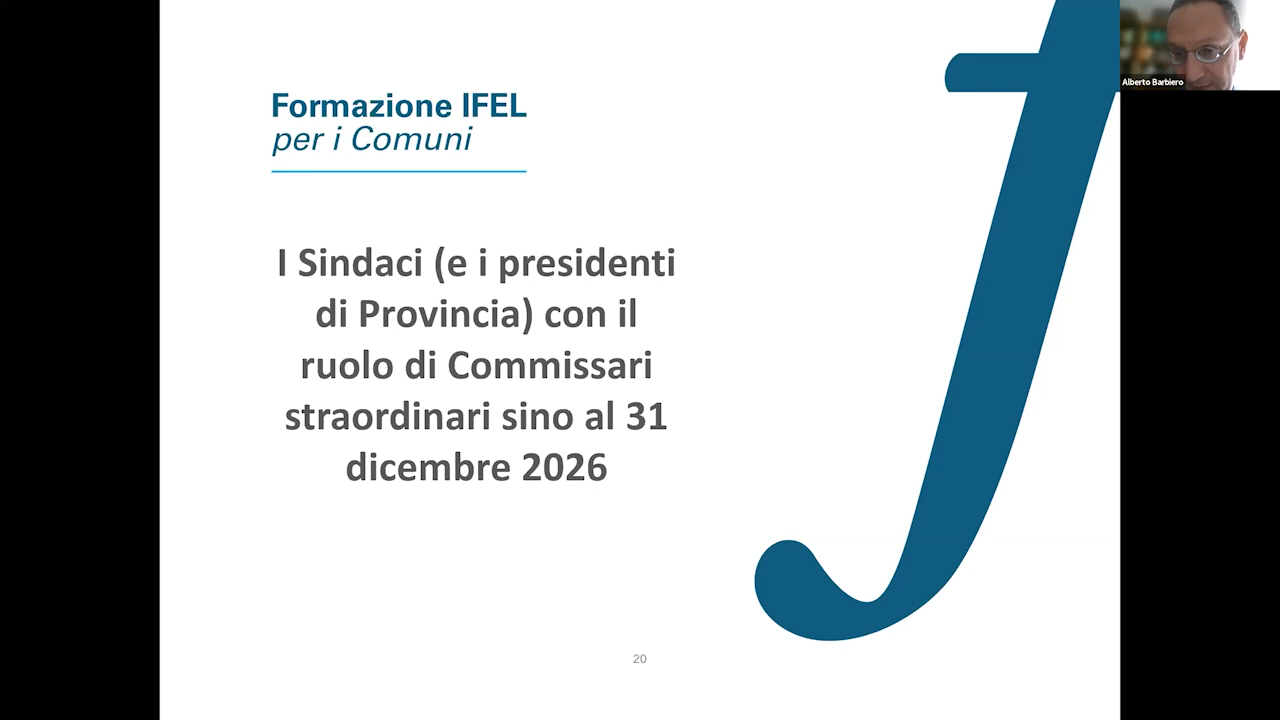 Formazione IFEL
per i Comuni
I Sindaci (e i presidenti
di Provincia) con il
ruolo di Commissari
straordinari sino al 31
dicembre 2026
20
Alberto Barbiero